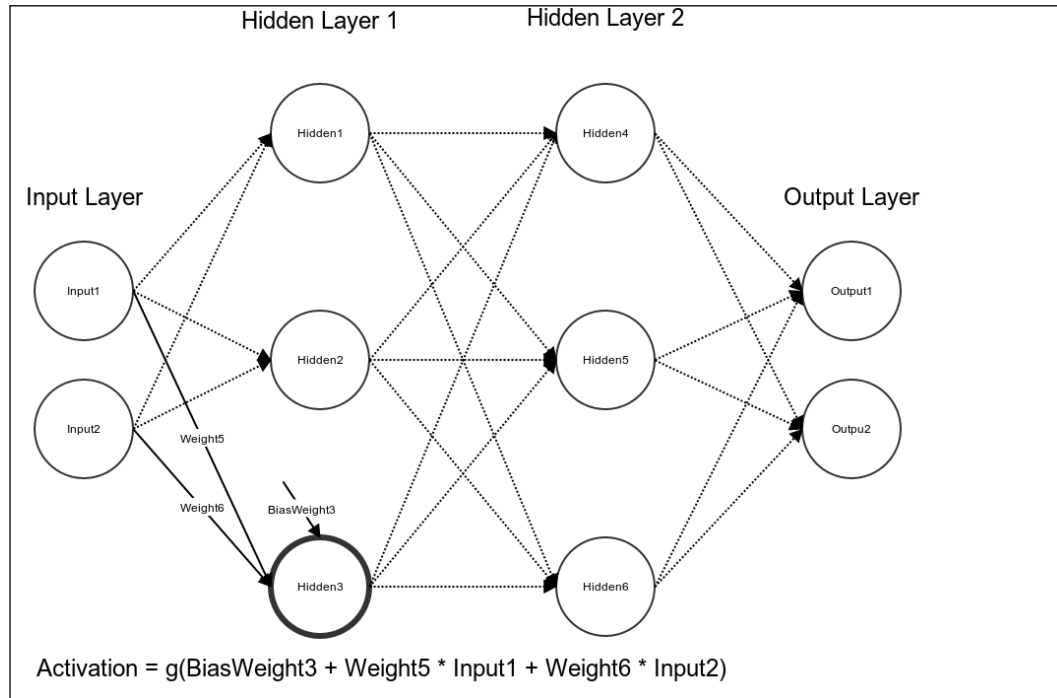 Hidden Layer 1
Hidden Layer 2
Hidden1
Hidden4
Input Layer
Output Layer
Input1
Output1
Hidden2
Hidden5
Input2
Outpu2
Weight5
Weight6
BiasWeight3
Hidden3
Hidden6
Activation = g(BiasWeight3 + Weight5 * Input1 + Weight6 * Input2)